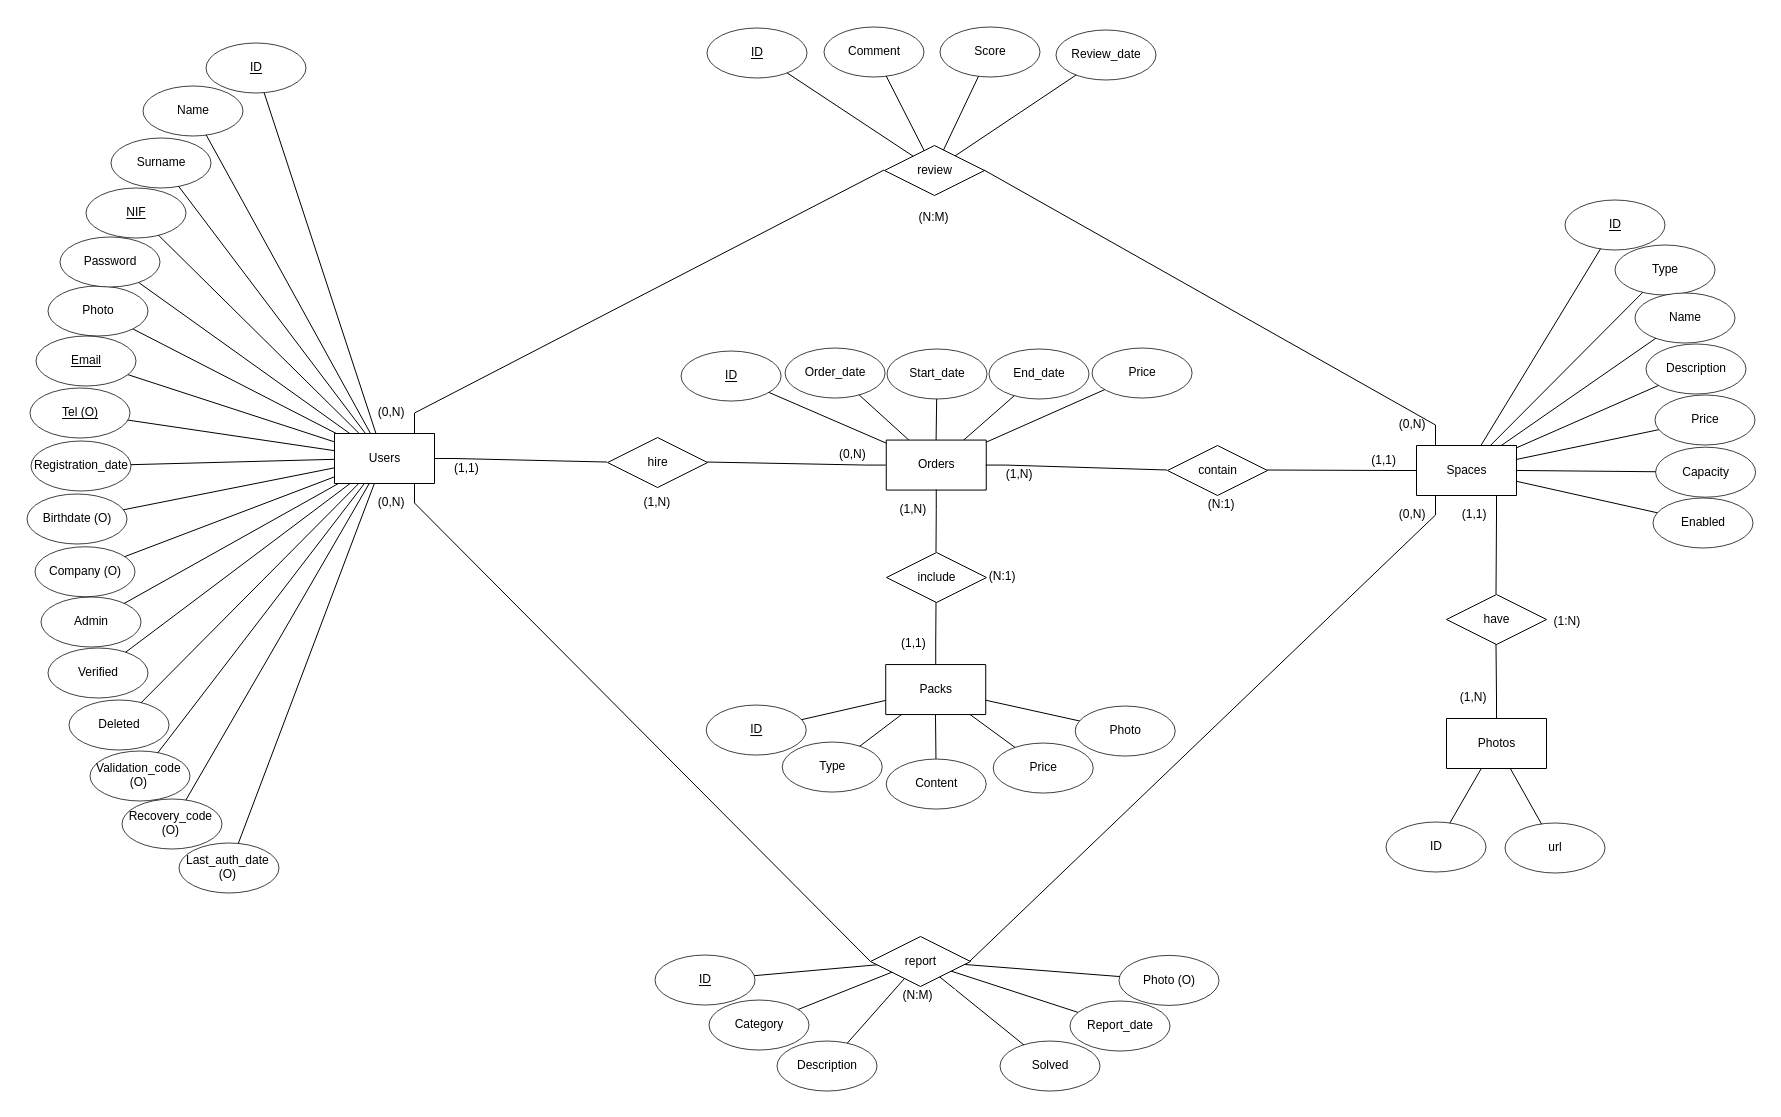 ID
Comment
Score
Review_date
review
(N:M)
ID
Name
Surname
NIF
Password
Photo
Email
Tel (O)
Registration_date
Birthdate (O)
Company (O)
Admin
Verified
Deleted
Validation_code
(O)
Recovery_code
(O)
Last_auth_date
(O)
(0,N)
Users
(1,1)
(0,N)
hire
(1,N)
ID
Order_date
Start_date
End_date
Price
(0,N)
Orders
(1,N)
(1,N)
contain
(N:1)
include
(N:1)
(1,1)
Packs
ID
Type
Content
Price
Photo
ID
Type
Name
Description
Price
Capacity
Enabled
(0,N)
(1,1)
Spaces
(0,N)
(1,1)
have
(1:N)
(1,N)
Photos
ID
url
report
(N:M)
ID
Category
Description
Solved
Report_date
Photo (O)